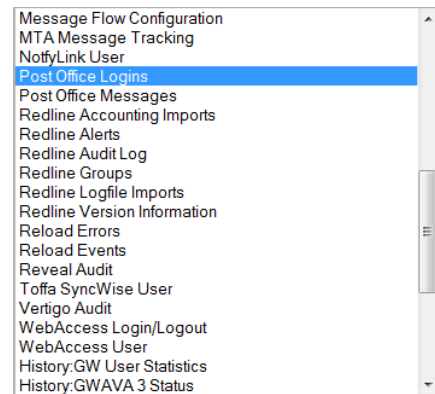 Message Flow Configuration
MTA Message Tracking
NotfyLink User
Post Office Logins
Post Office Messages
Redline Accounting Imports
Redline Alerts
Redline Audit Log
Redline Groups
Redline Logfile Imports
Redline Version Information
Reload Errors
Reload Events
Reveal Audit
Toffa SyncWise User
Vertigo Audit
WebAccess Login/Logout
WebAccess User
History:GW User Statistics
History:GWAVA 3 Status